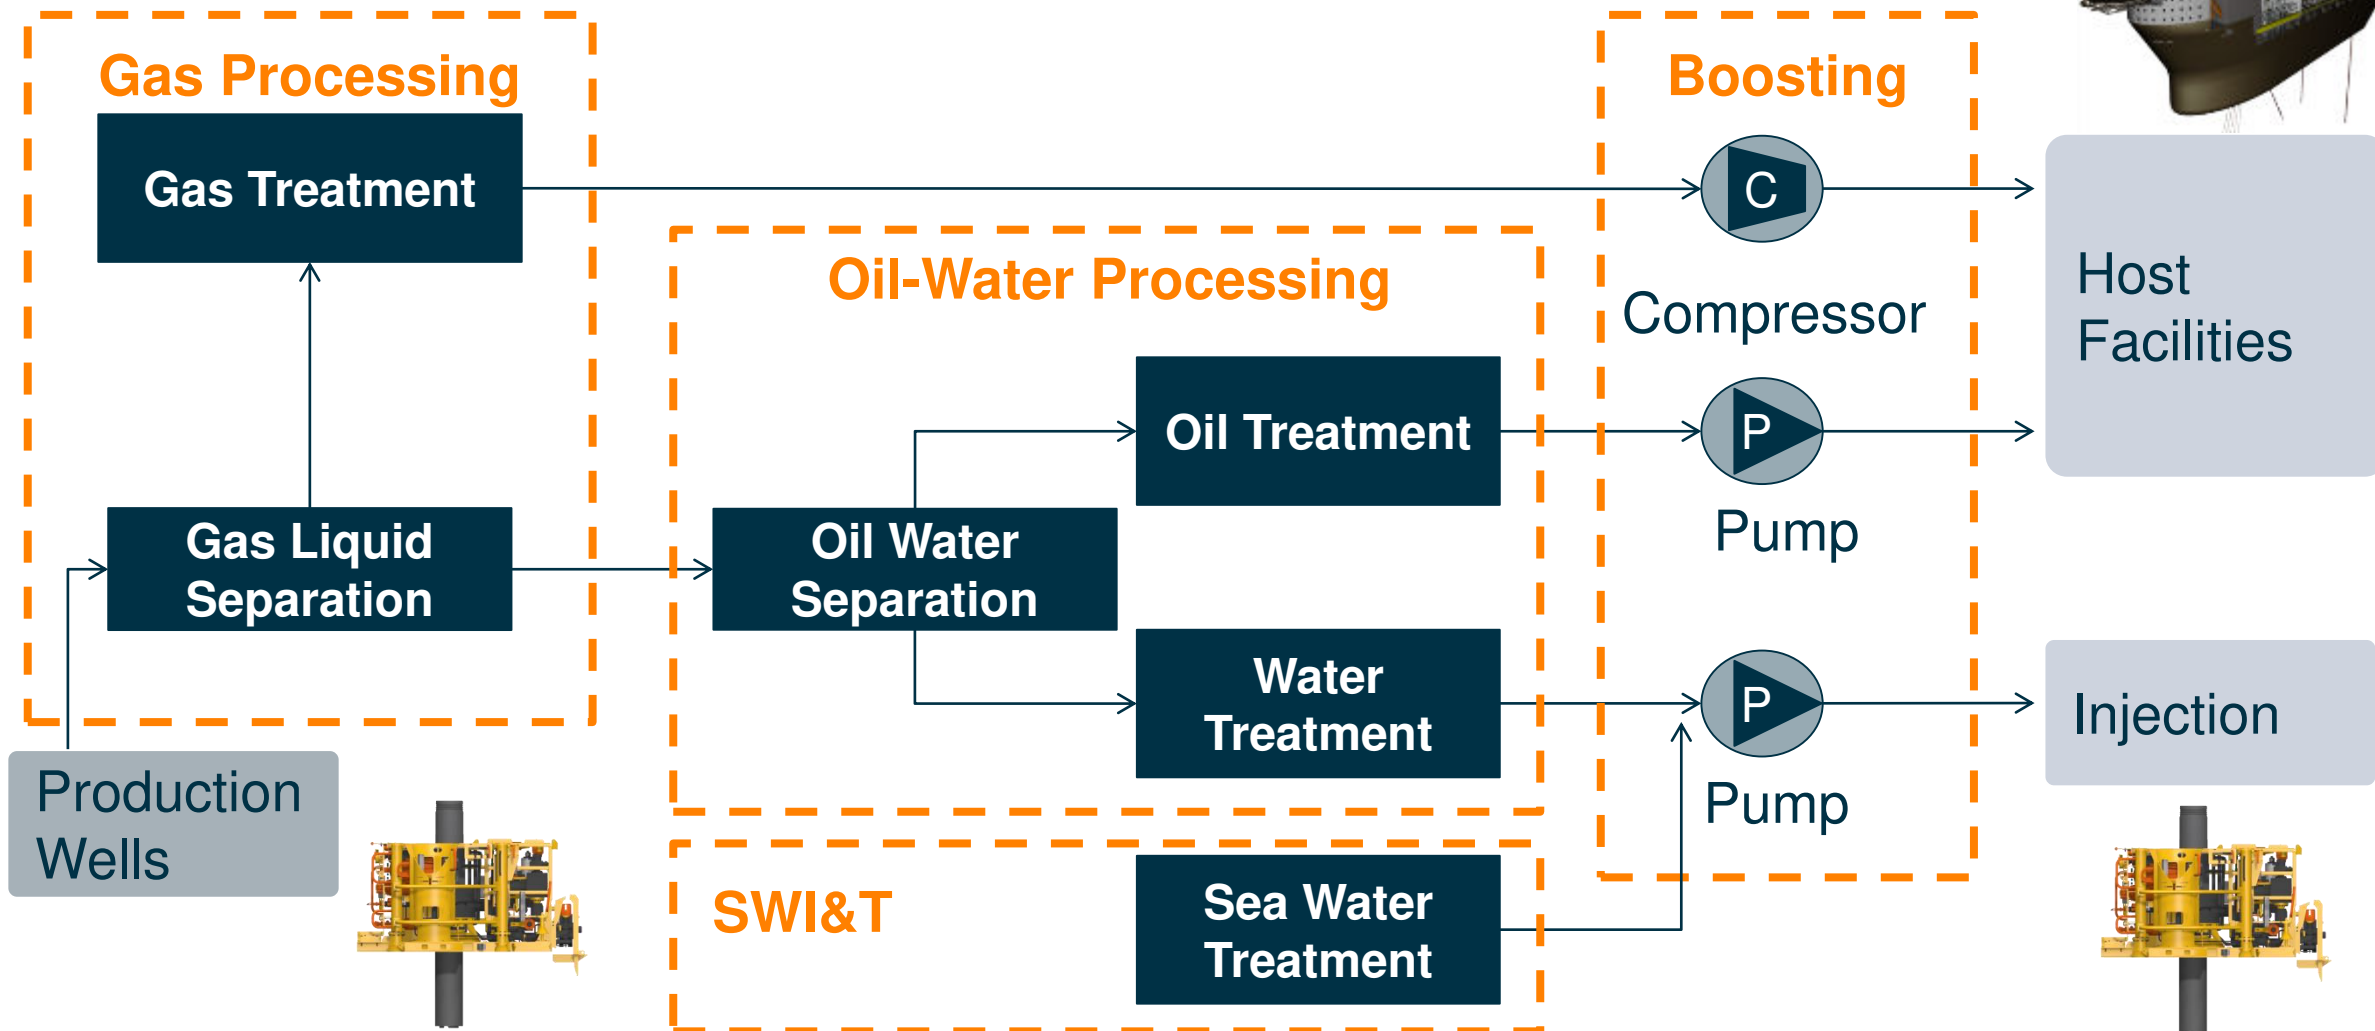 Gas Processing
Boosting
Gas Treatment
C
Host
Facilities
Oil-Water Processing
Compressor
Oil Treatment
P
Pump
Gas Liquid
Separation
Oil Water
Separation
Water
Treatment
P
Injection
Pump
Production
Wells
SWI&T
Sea Water
Treatment